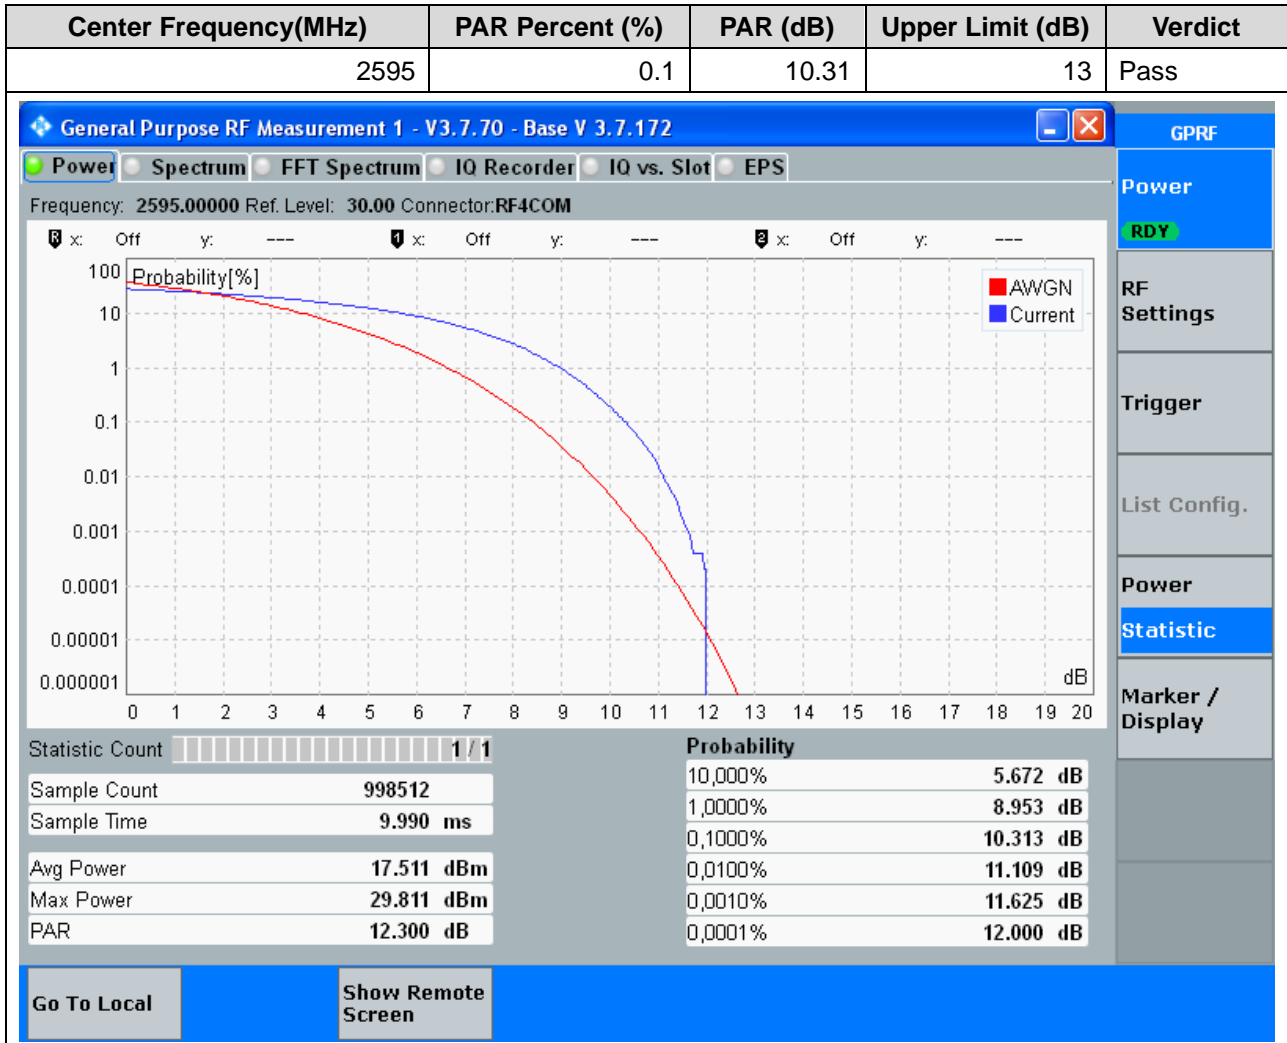 Center Frequency(MHz) PAR Percent (%) PAR (dB) Upper Limit (dB) Verdict
2595 0.1 10.31 13 Pass
General Purpose RF Measurement 1 - V3.7.70 - Base V 3.7.172
GPRF
Power Spectrum FFT Spectrum IQ Recorder IQ vs. Slot EPS
Frequency: 2595.00000 Ref. Level: 30.00 Connector:RF4COM
R x: Off y: --- 1 x: Off y: --- 2 x: Off y: ---
Probability[%]
AWGN
Current
100
10
1
0.1
0.01
0.001
0.0001
0.00001
0.000001
dB
0 1 2 3 4 5 6 7 8 9 10 11 12 13 14 15 16 17 18 19 20
Statistic Count 1 / 1
Sample Count 998512
Sample Time 9.990 ms
Avg Power 17.511 dBm
Max Power 29.811 dBm
PAR 12.300 dB
Probability
10,000% 5.672 dB
1,0000% 8.953 dB
0,1000% 10.313 dB
0,0100% 11.109 dB
0,0010% 11.625 dB
0,0001% 12.000 dB
Power
RDY
RF
Settings
Trigger
List Config.
Power
Statistic
Marker /
Display
Go To Local
Show Remote
Screen